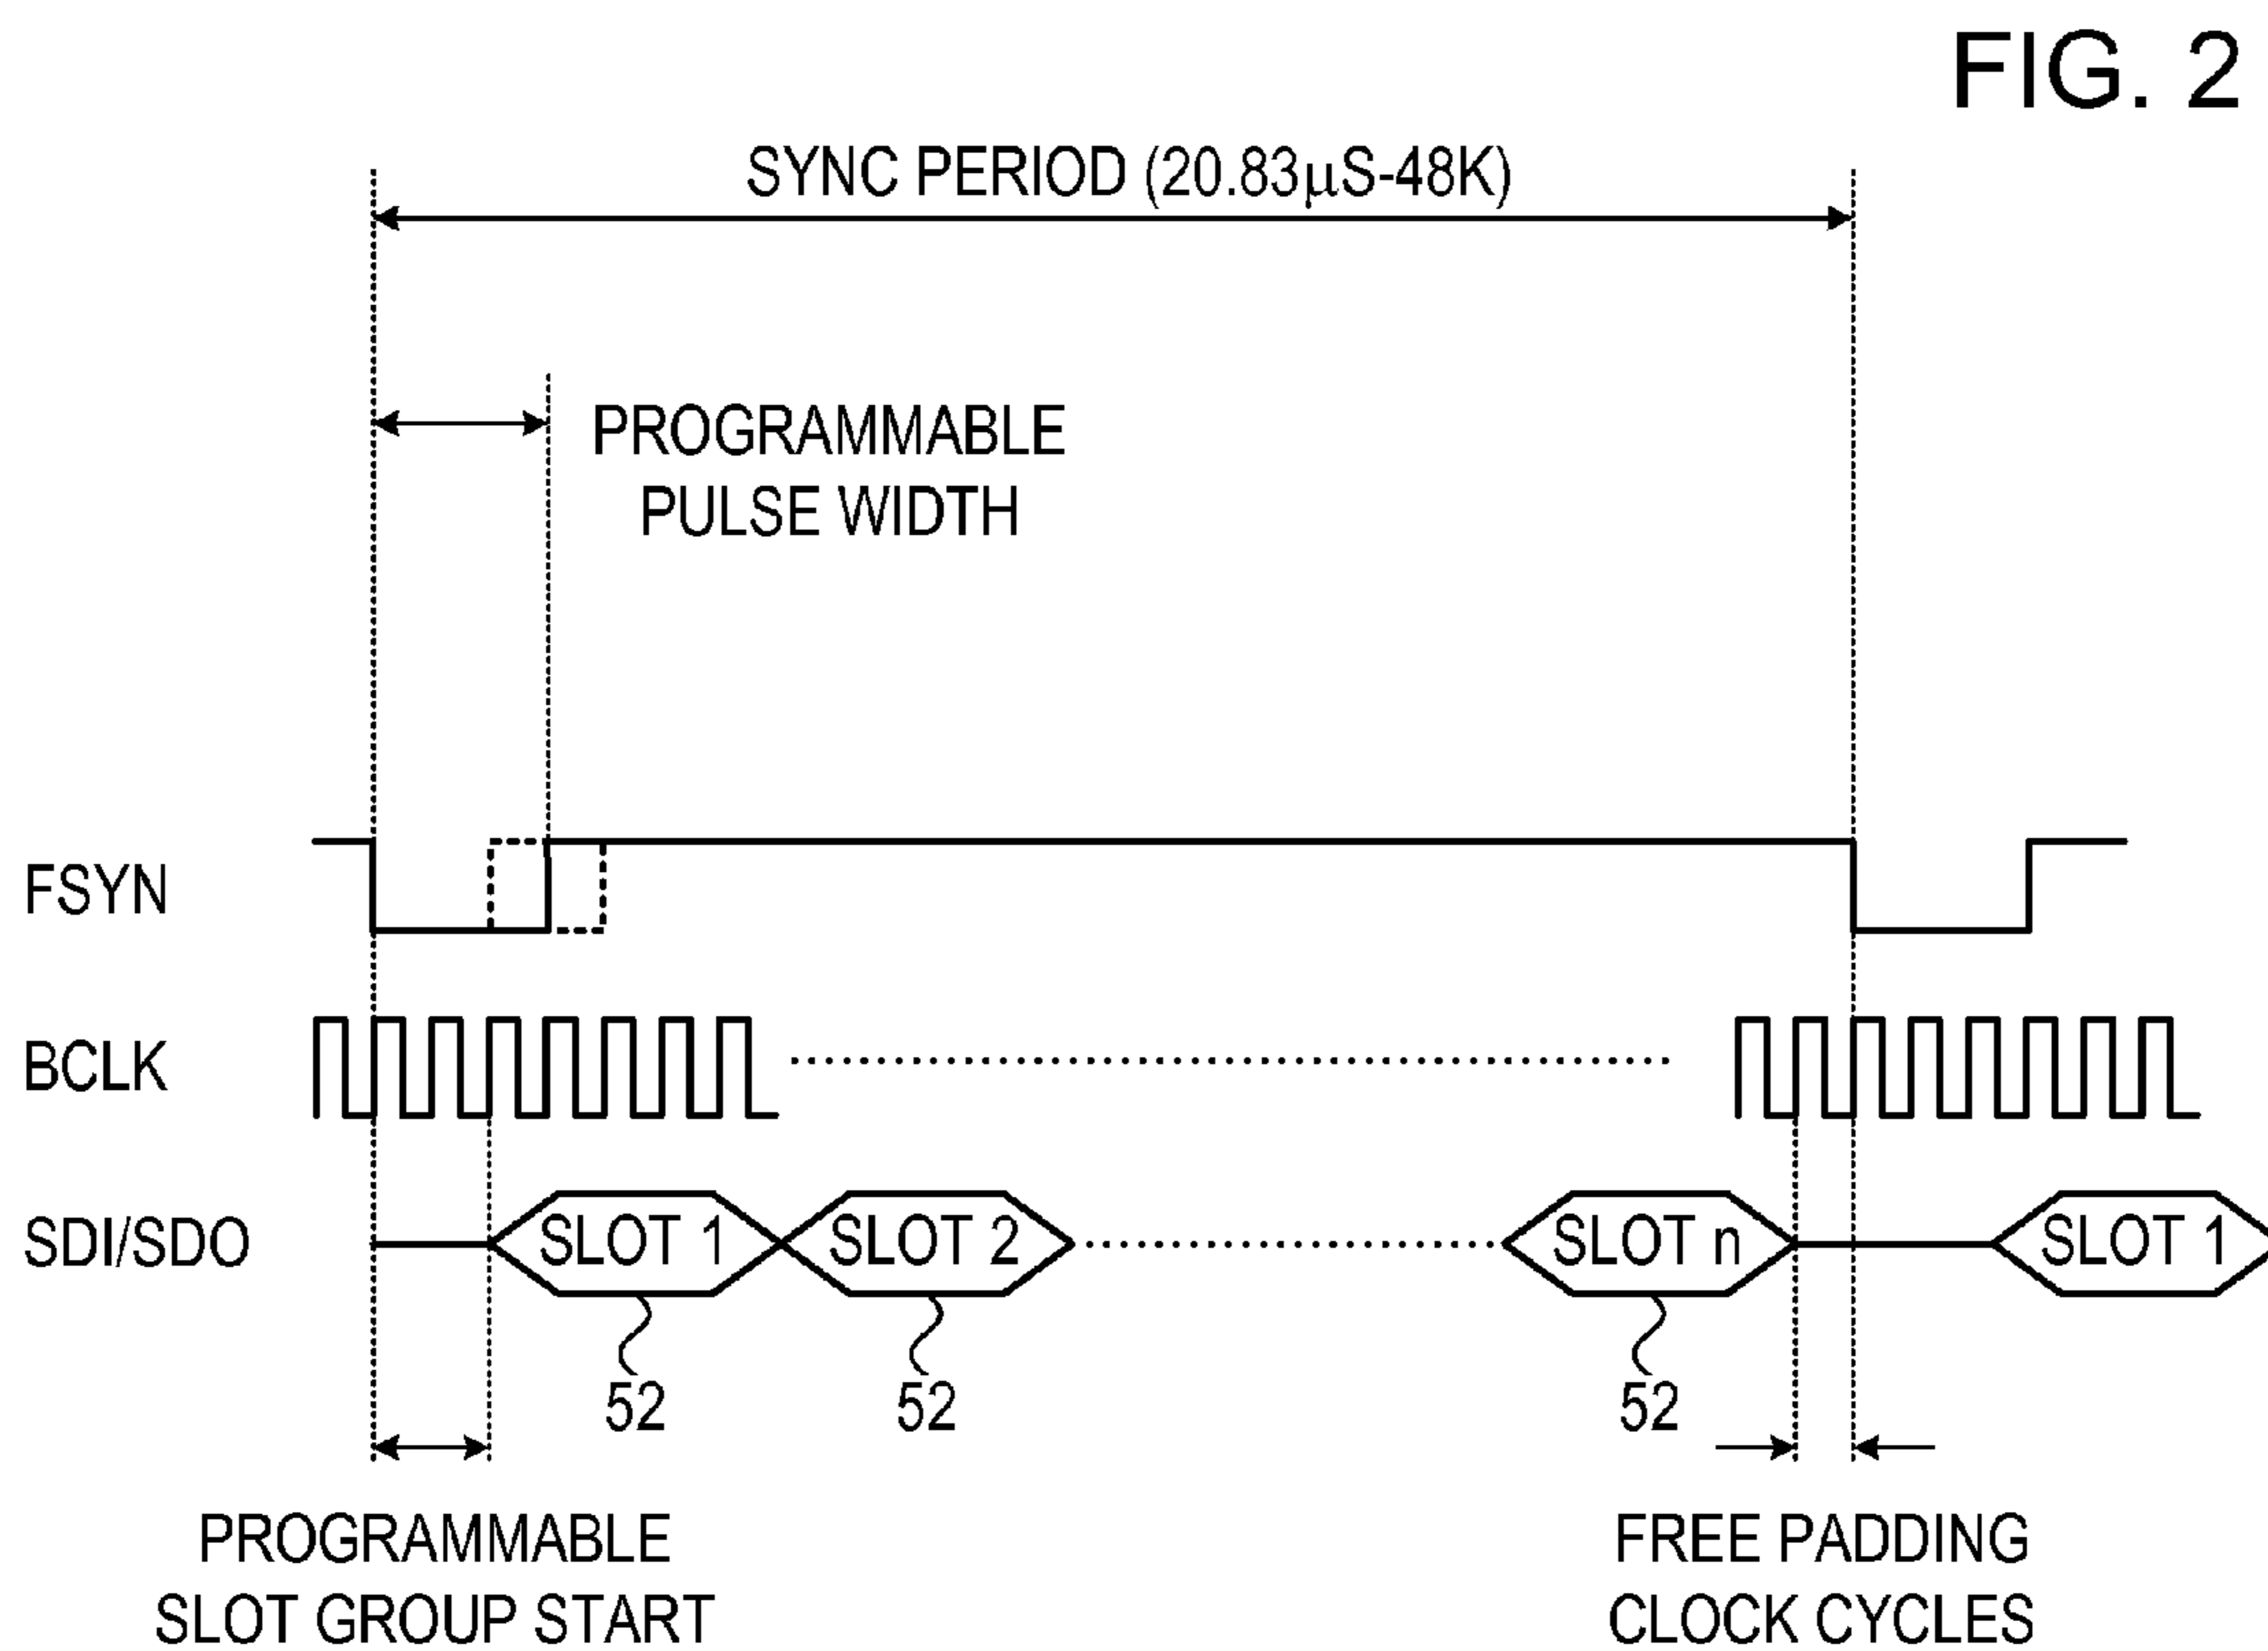 FIG. 2
SYNC PERIOD (20.83μS-48K)
PROGRAMMABLE
PULSE WIDTH
FSYN
BCLK
SDI/SDO
SLOT 1
SLOT 2
SLOT n
SLOT 1
52
52
52
PROGRAMMABLE
SLOT GROUP START
FREE PADDING
CLOCK CYCLES